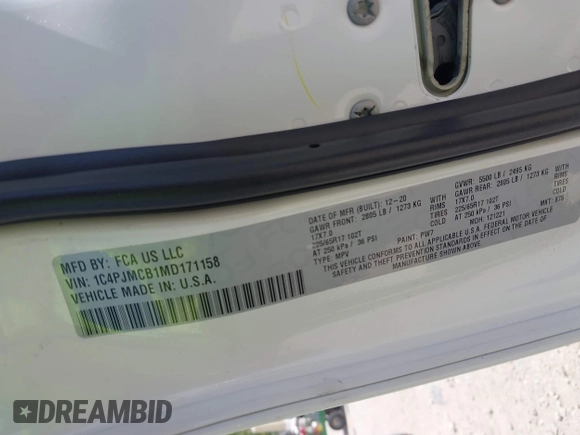 MFD BY: FCA US LLC
VIN: 1C4PJMCB1MD171158
VEHICLE MADE IN: U.S.A.
DATE OF MFR (BUILT): 12-20
GAWR FRONT: 2805 LB / 1273 KG WITH
17X7.0 RIMS
225/65R17 102T TIRES
AT 250 kPa / 36 PSI
TYPE: MPV
GVWR: 5500 LB / 2495 KG
GAWR REAR: 2805 LB / 1273 KG WITH
17X7.0 RIMS
225/65R17 102T TIRES
AT 250 kPa / 36 PSI
PAINT: PW7
MDH: 121221
MKT:
THIS VEHICLE CONFORMS TO ALL APPLICABLE U.S.A. FEDERAL MOTOR VEHICLE
SAFETY AND THEFT PREVENTION STANDARDS IN EFFECT ON THE DATE OF
MANUFACTURE SHOWN ABOVE.
DREAMBID